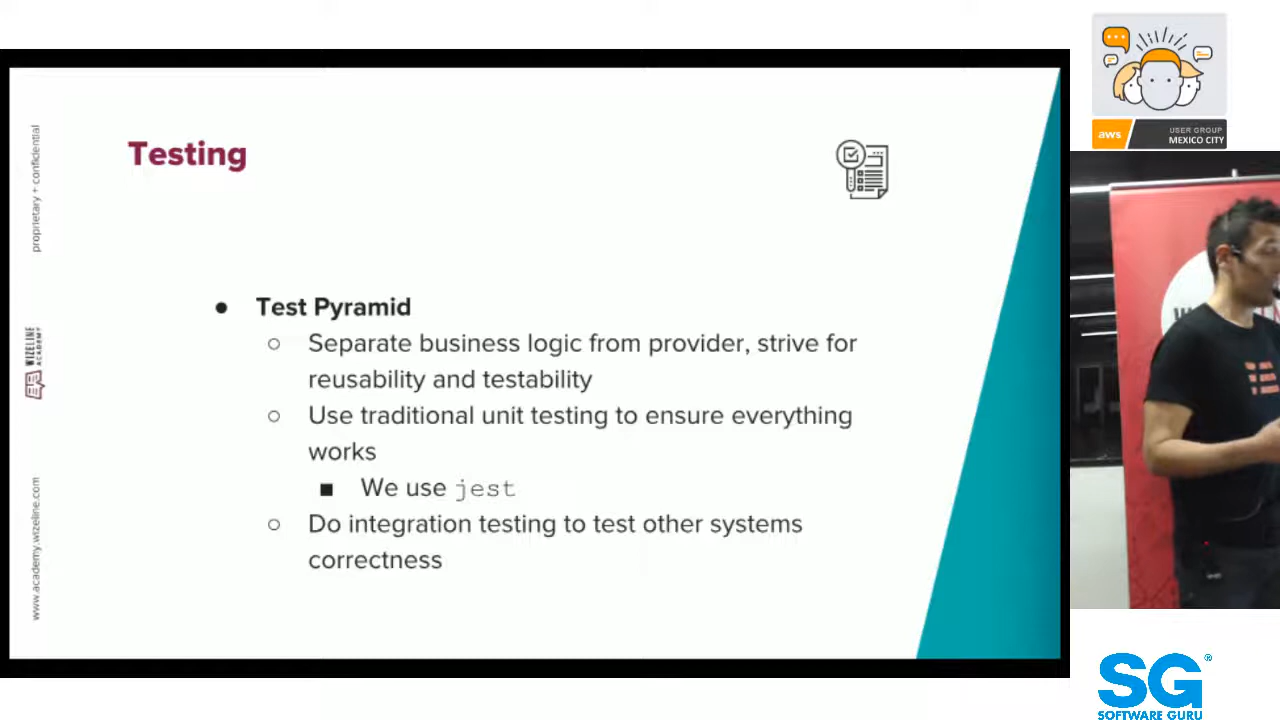 Testing
● Test Pyramid
○ Separate business logic from provider, strive for
reusability and testability
○ Use traditional unit testing to ensure everything
works
■ We use jest
○ Do integration testing to test other systems
correctness
proprietary + confidential
WIZELINE
ACADEMY
www.academy.wizeline.com
aws
USER GROUP
MEXICO CITY
SG
®
SOFTWARE GURU